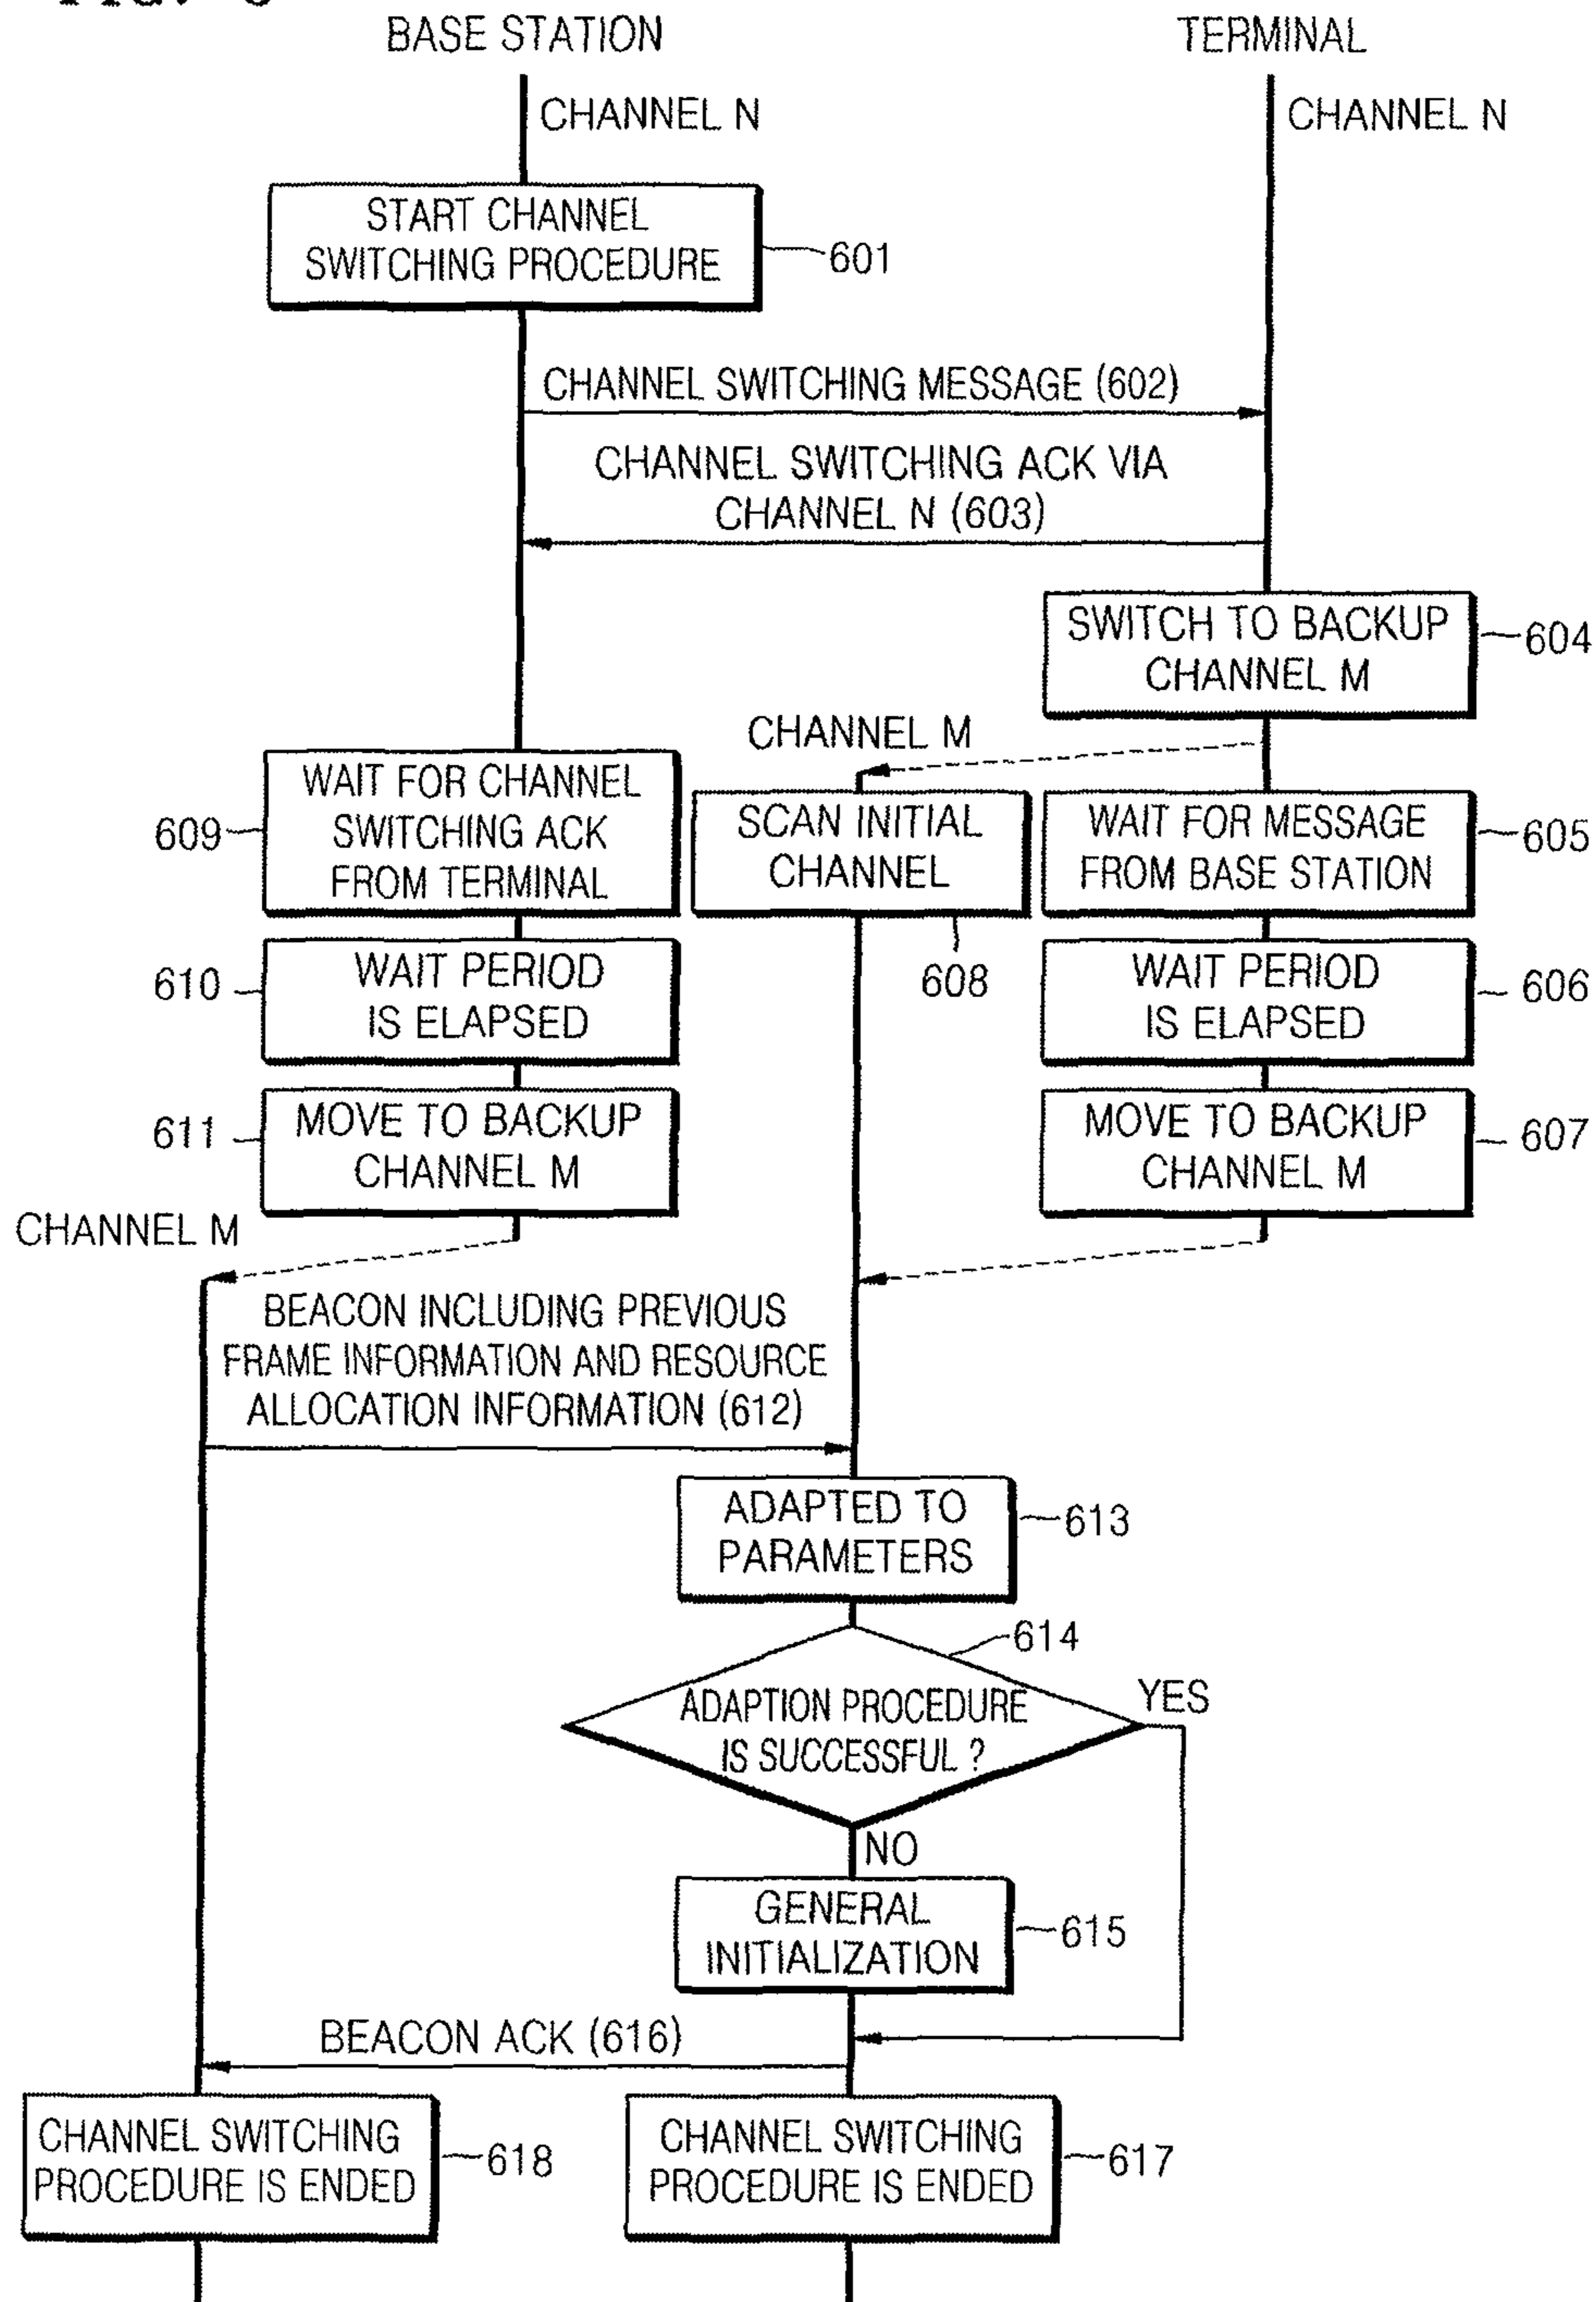 BASE STATION
TERMINAL
CHANNEL N
CHANNEL N
START CHANNEL
SWITCHING PROCEDURE
601
CHANNEL SWITCHING MESSAGE (602)
CHANNEL SWITCHING ACK VIA
CHANNEL N (603)
SWITCH TO BACKUP
CHANNEL M
604
CHANNEL M
WAIT FOR CHANNEL
SWITCHING ACK
FROM TERMINAL
609
SCAN INITIAL
CHANNEL
608
WAIT FOR MESSAGE
FROM BASE STATION
605
WAIT PERIOD
IS ELAPSED
610
WAIT PERIOD
IS ELAPSED
606
MOVE TO BACKUP
CHANNEL M
611
MOVE TO BACKUP
CHANNEL M
607
CHANNEL M
BEACON INCLUDING PREVIOUS
FRAME INFORMATION AND RESOURCE
ALLOCATION INFORMATION (612)
ADAPTED TO
PARAMETERS
613
614
ADAPTION PROCEDURE
IS SUCCESSFUL ?
YES
NO
GENERAL
INITIALIZATION
615
BEACON ACK (616)
CHANNEL SWITCHING
PROCEDURE IS ENDED
618
CHANNEL SWITCHING
PROCEDURE IS ENDED
617